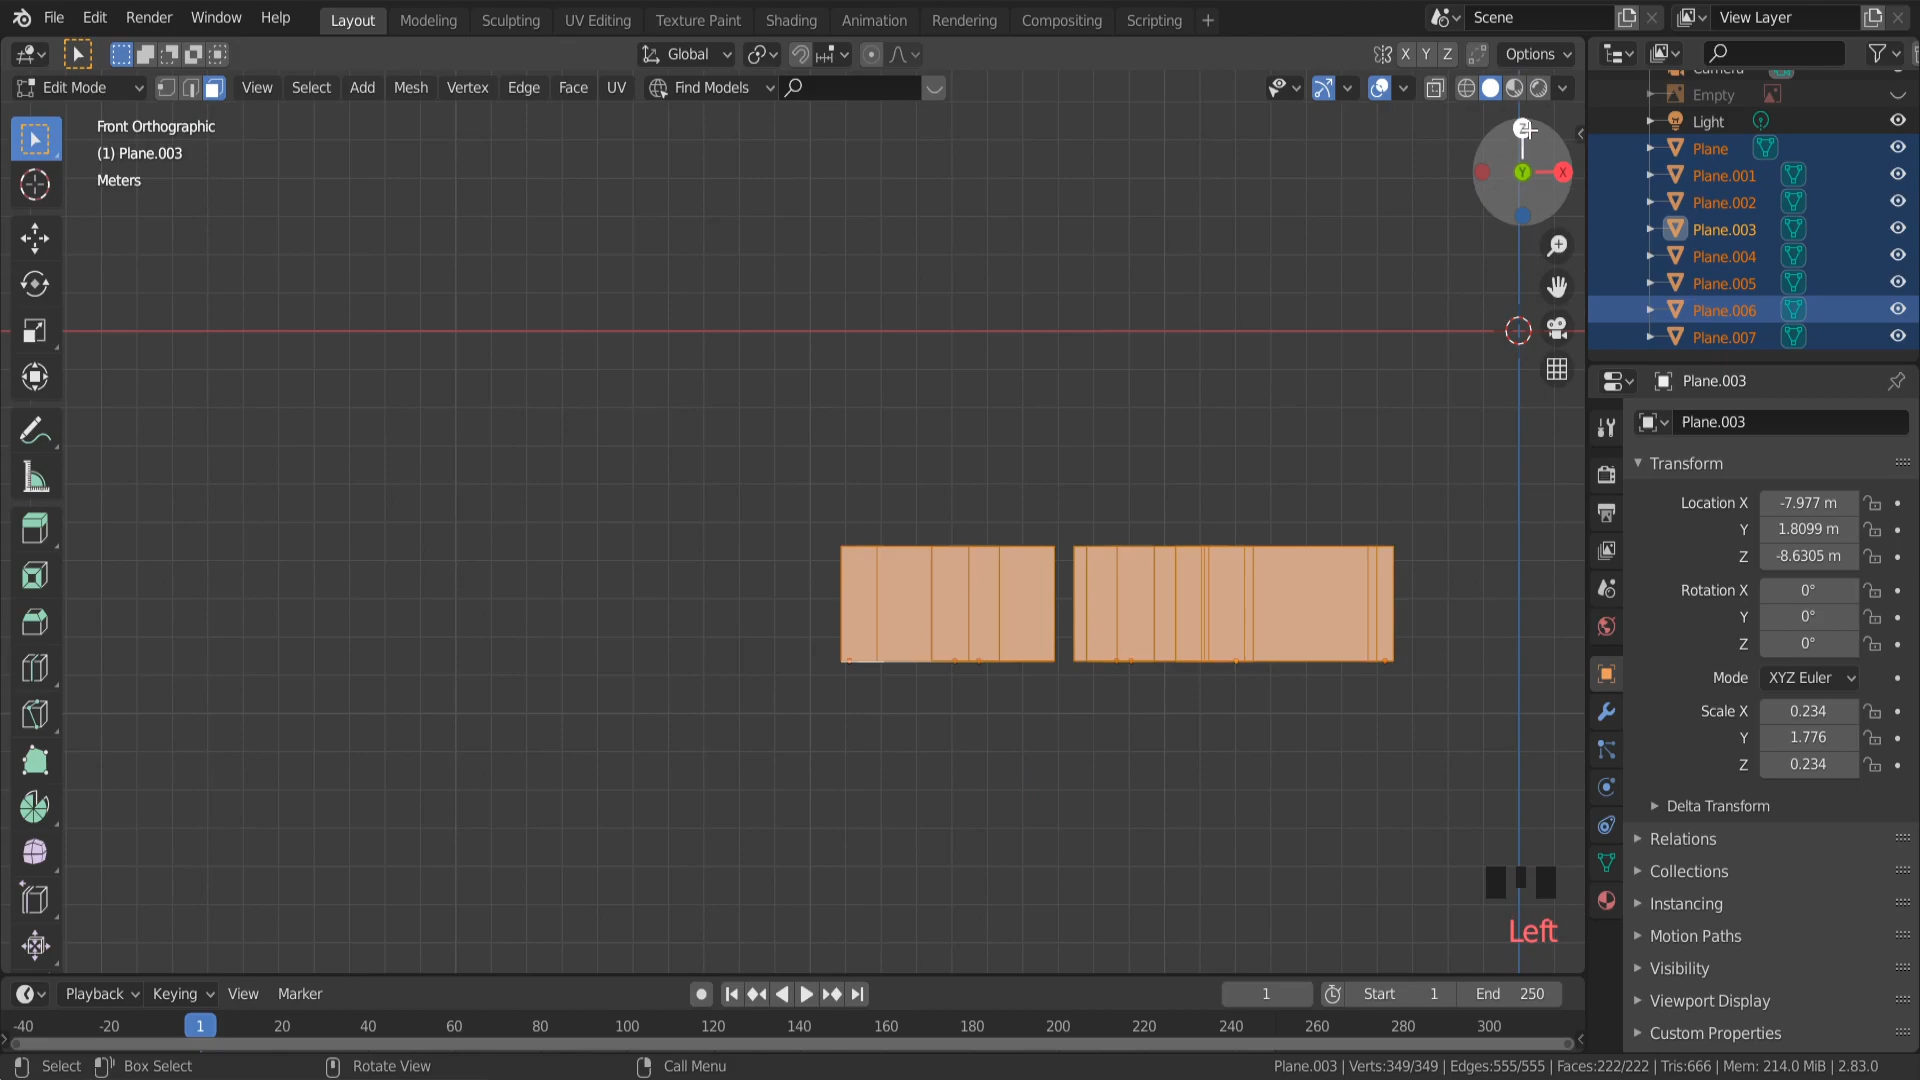 File Edit Render Window Help Layout Modeling Sculpting UV Editing Texture Paint Shading Animation Rendering Compositing Scripting + Scene View Layer
Global X Y Z Options
Edit Mode View Select Add Mesh Vertex Edge Face UV Find Models
Front Orthographic
(1) Plane.003
Meters
Z
Y
X
Empty
Light
Plane
Plane.001
Plane.002
Plane.003
Plane.004
Plane.005
Plane.006
Plane.007
Plane.003
Plane.003
Transform
Location X -7.977 m
Y 1.8099 m
Z -8.6305 m
Rotation X 0°
Y 0°
Z 0°
Mode XYZ Euler
Scale X 0.234
Y 1.776
Z 0.234
Delta Transform
Relations
Collections
Instancing
Motion Paths
Visibility
Viewport Display
Custom Properties
Left
Playback Keying View Marker 1 Start 1 End 250
-40 -20 1 20 40 60 80 100 120 140 160 180 200 220 240 260 280 300
Select Box Select Rotate View Call Menu Plane.003 | Verts:349/349 | Edges:555/555 | Faces:222/222 | Tris:666 | Mem: 214.0 MiB | 2.83.0